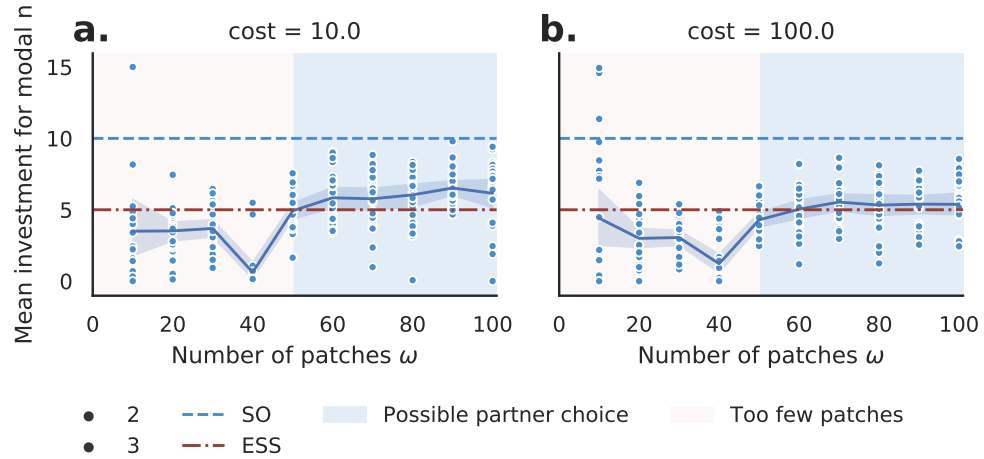 a.
cost = 10.0
b.
cost = 100.0
Mean investment for modal n
15
10
5
0
0 20 40 60 80 100
0 20 40 60 80 100
Number of patches ω
Number of patches ω
2
SO
Possible partner choice
Too few patches
3
ESS